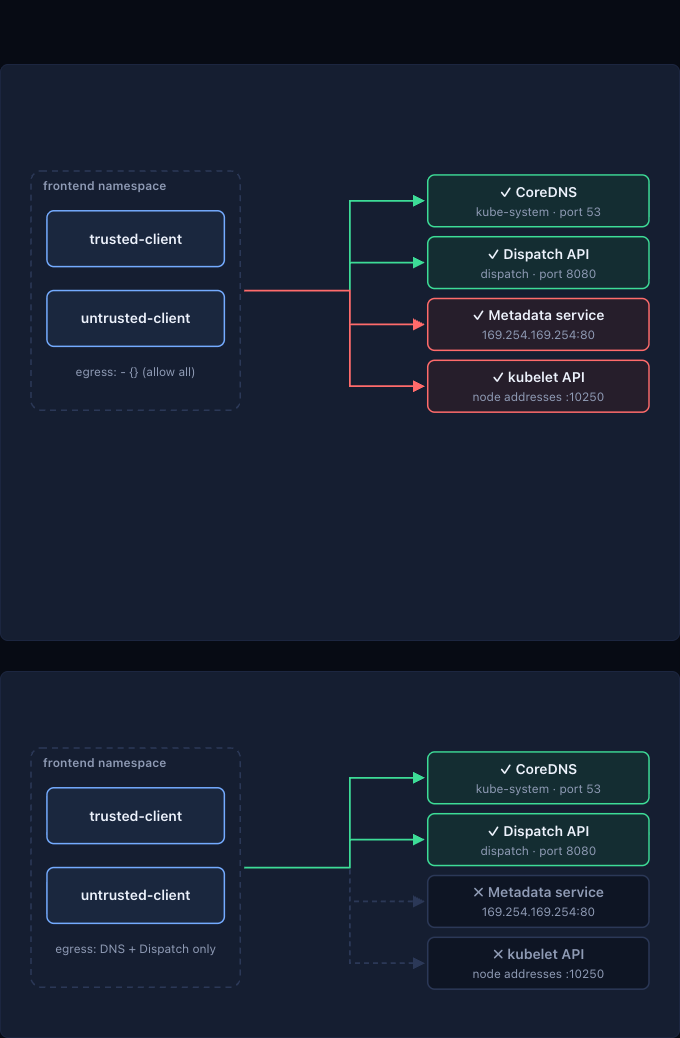 frontend namespace
trusted-client
untrusted-client
egress: - {} (allow all)
✓ CoreDNS
kube-system · port 53
✓ Dispatch API
dispatch · port 8080
✓ Metadata service
169.254.169.254:80
✓ kubelet API
node addresses :10250
frontend namespace
trusted-client
untrusted-client
egress: DNS + Dispatch only
✓ CoreDNS
kube-system · port 53
✓ Dispatch API
dispatch · port 8080
✕ Metadata service
169.254.169.254:80
✕ kubelet API
node addresses :10250